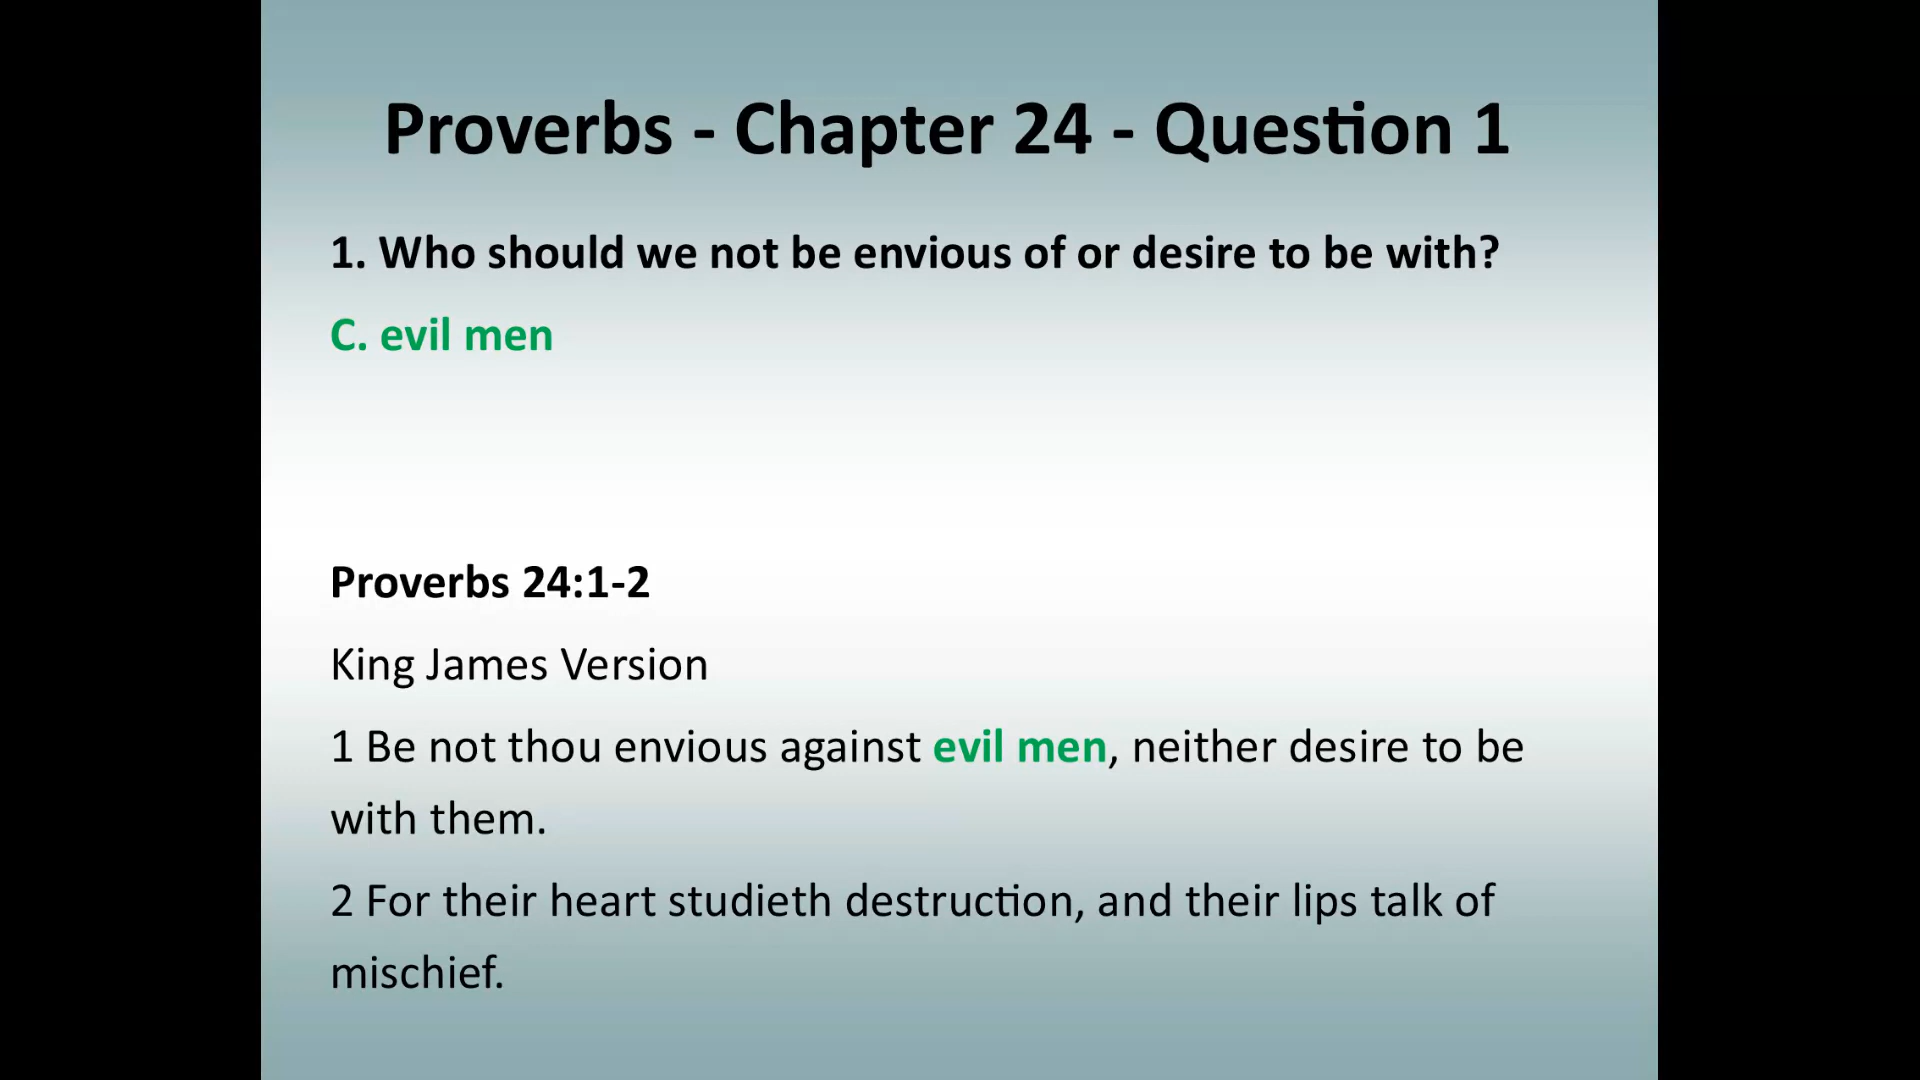 Proverbs - Chapter 24 - Question 1
1. Who should we not be envious of or desire to be with?
C. evil men
Proverbs 24:1-2
King James Version
1 Be not thou envious against evil men, neither desire to be
with them.
2 For their heart studieth destruction, and their lips talk of
mischief.